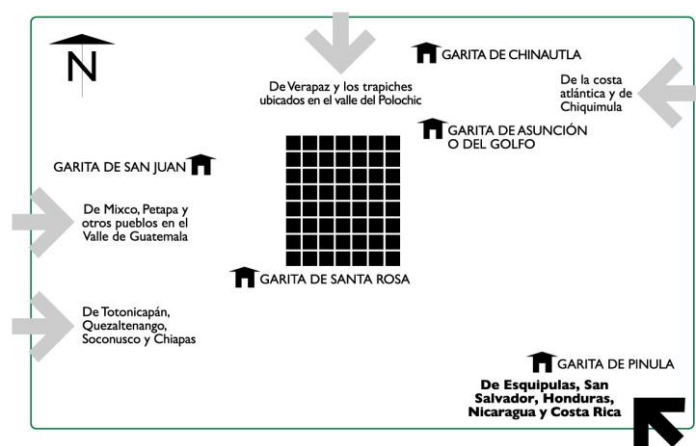 N
GARITA DE CHINAUTLA
De Verapaz y los trapiches
ubicados en el valle del Polochic
De la costa
atlántica y de
Chiquimula
GARITA DE ASUNCIÓN
O DEL GOLFO
GARITA DE SAN JUAN
De Mixco, Petapa y
otros pueblos en el
Valle de Guatemala
GARITA DE SANTA ROSA
De Totonicapán,
Quezaltenango,
Soconusco y Chiapas
GARITA DE PINULA
De Esquipulas, San
Salvador, Honduras,
Nicaragua y Costa Rica